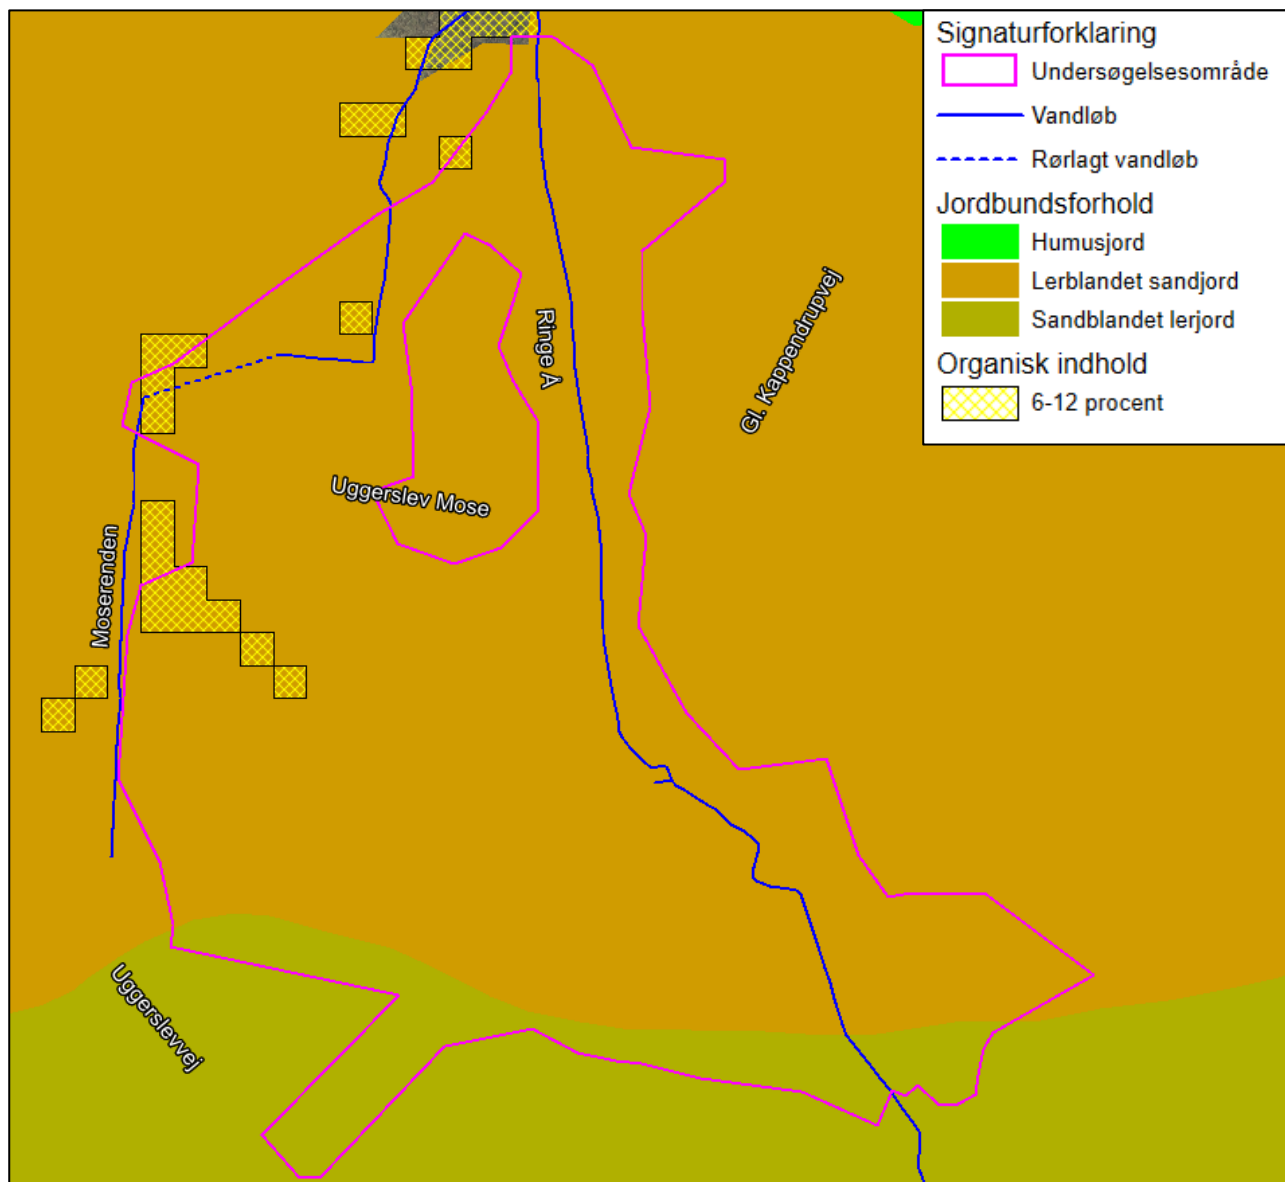 Signaturforklaring
Undersøgelsesområde
Vandløb
Rørlagt vandløb
Jordbundsforhold
Humusjord
Lerblandet sandjord
Sandblandet lerjord
Organisk indhold
6-12 procent
Ringe Å
Gl. Kappendrupvej
Uggerslev Mose
Moserenden
Uggerslevvej